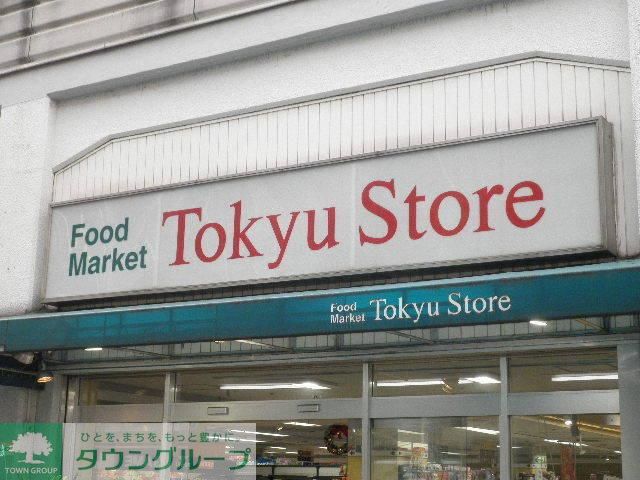 Food
Market
Tokyu Store
Food
Market
Tokyu Store
ひとを、まちを、もっと豊かに。
タウングループ
TOWN GROUP